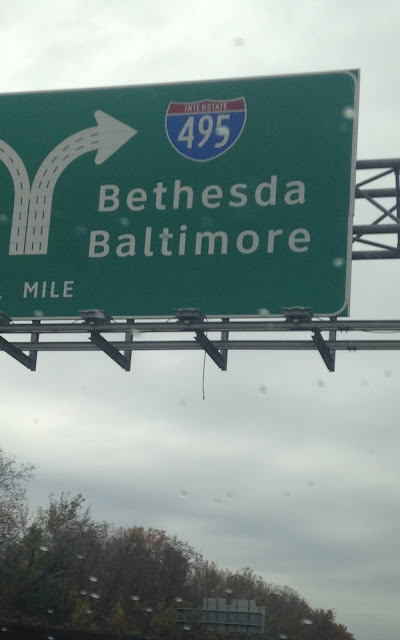 INTERSTATE
495
Bethesda
Baltimore
MILE